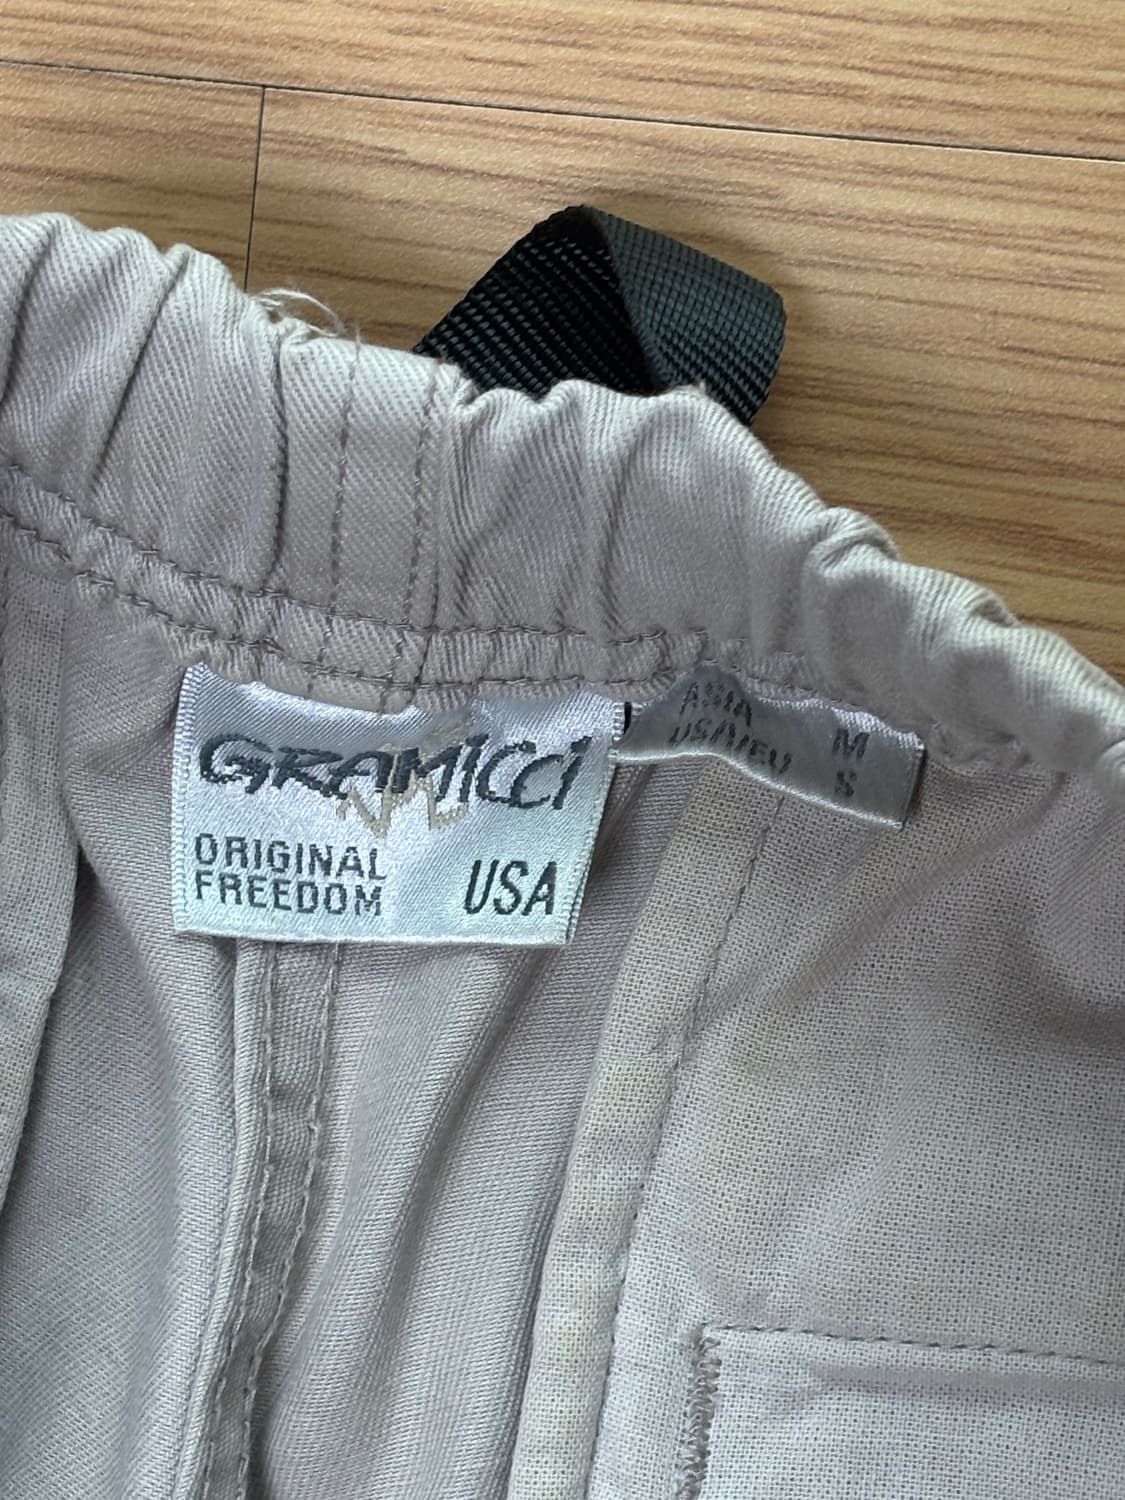 GRAMICCI
ORIGINAL
FREEDOM
USA
ASIA M
USA/EU S